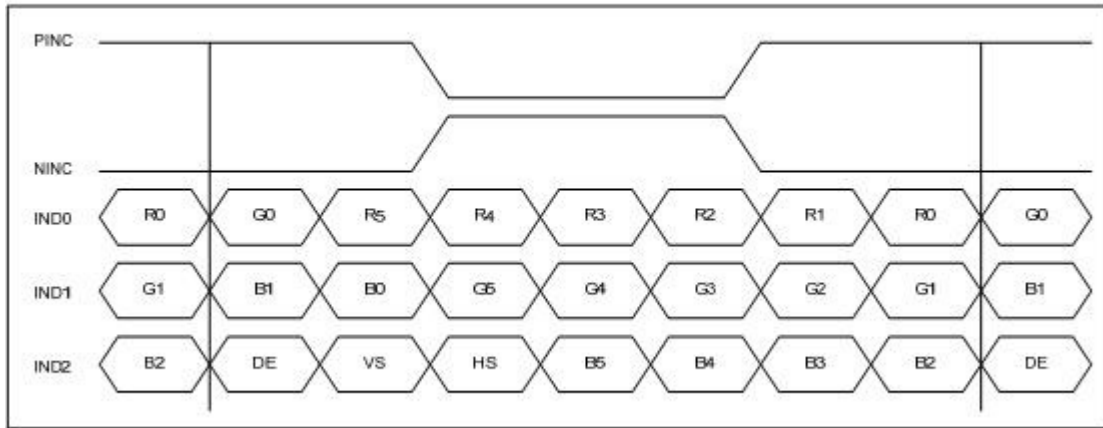 PINC
NINC
IND0 R0 G0 R5 R4 R3 R2 R1 R0 G0
IND1 G1 B1 B0 G5 G4 G3 G2 G1 B1
IND2 B2 DE VS HS B5 B4 B3 B2 DE